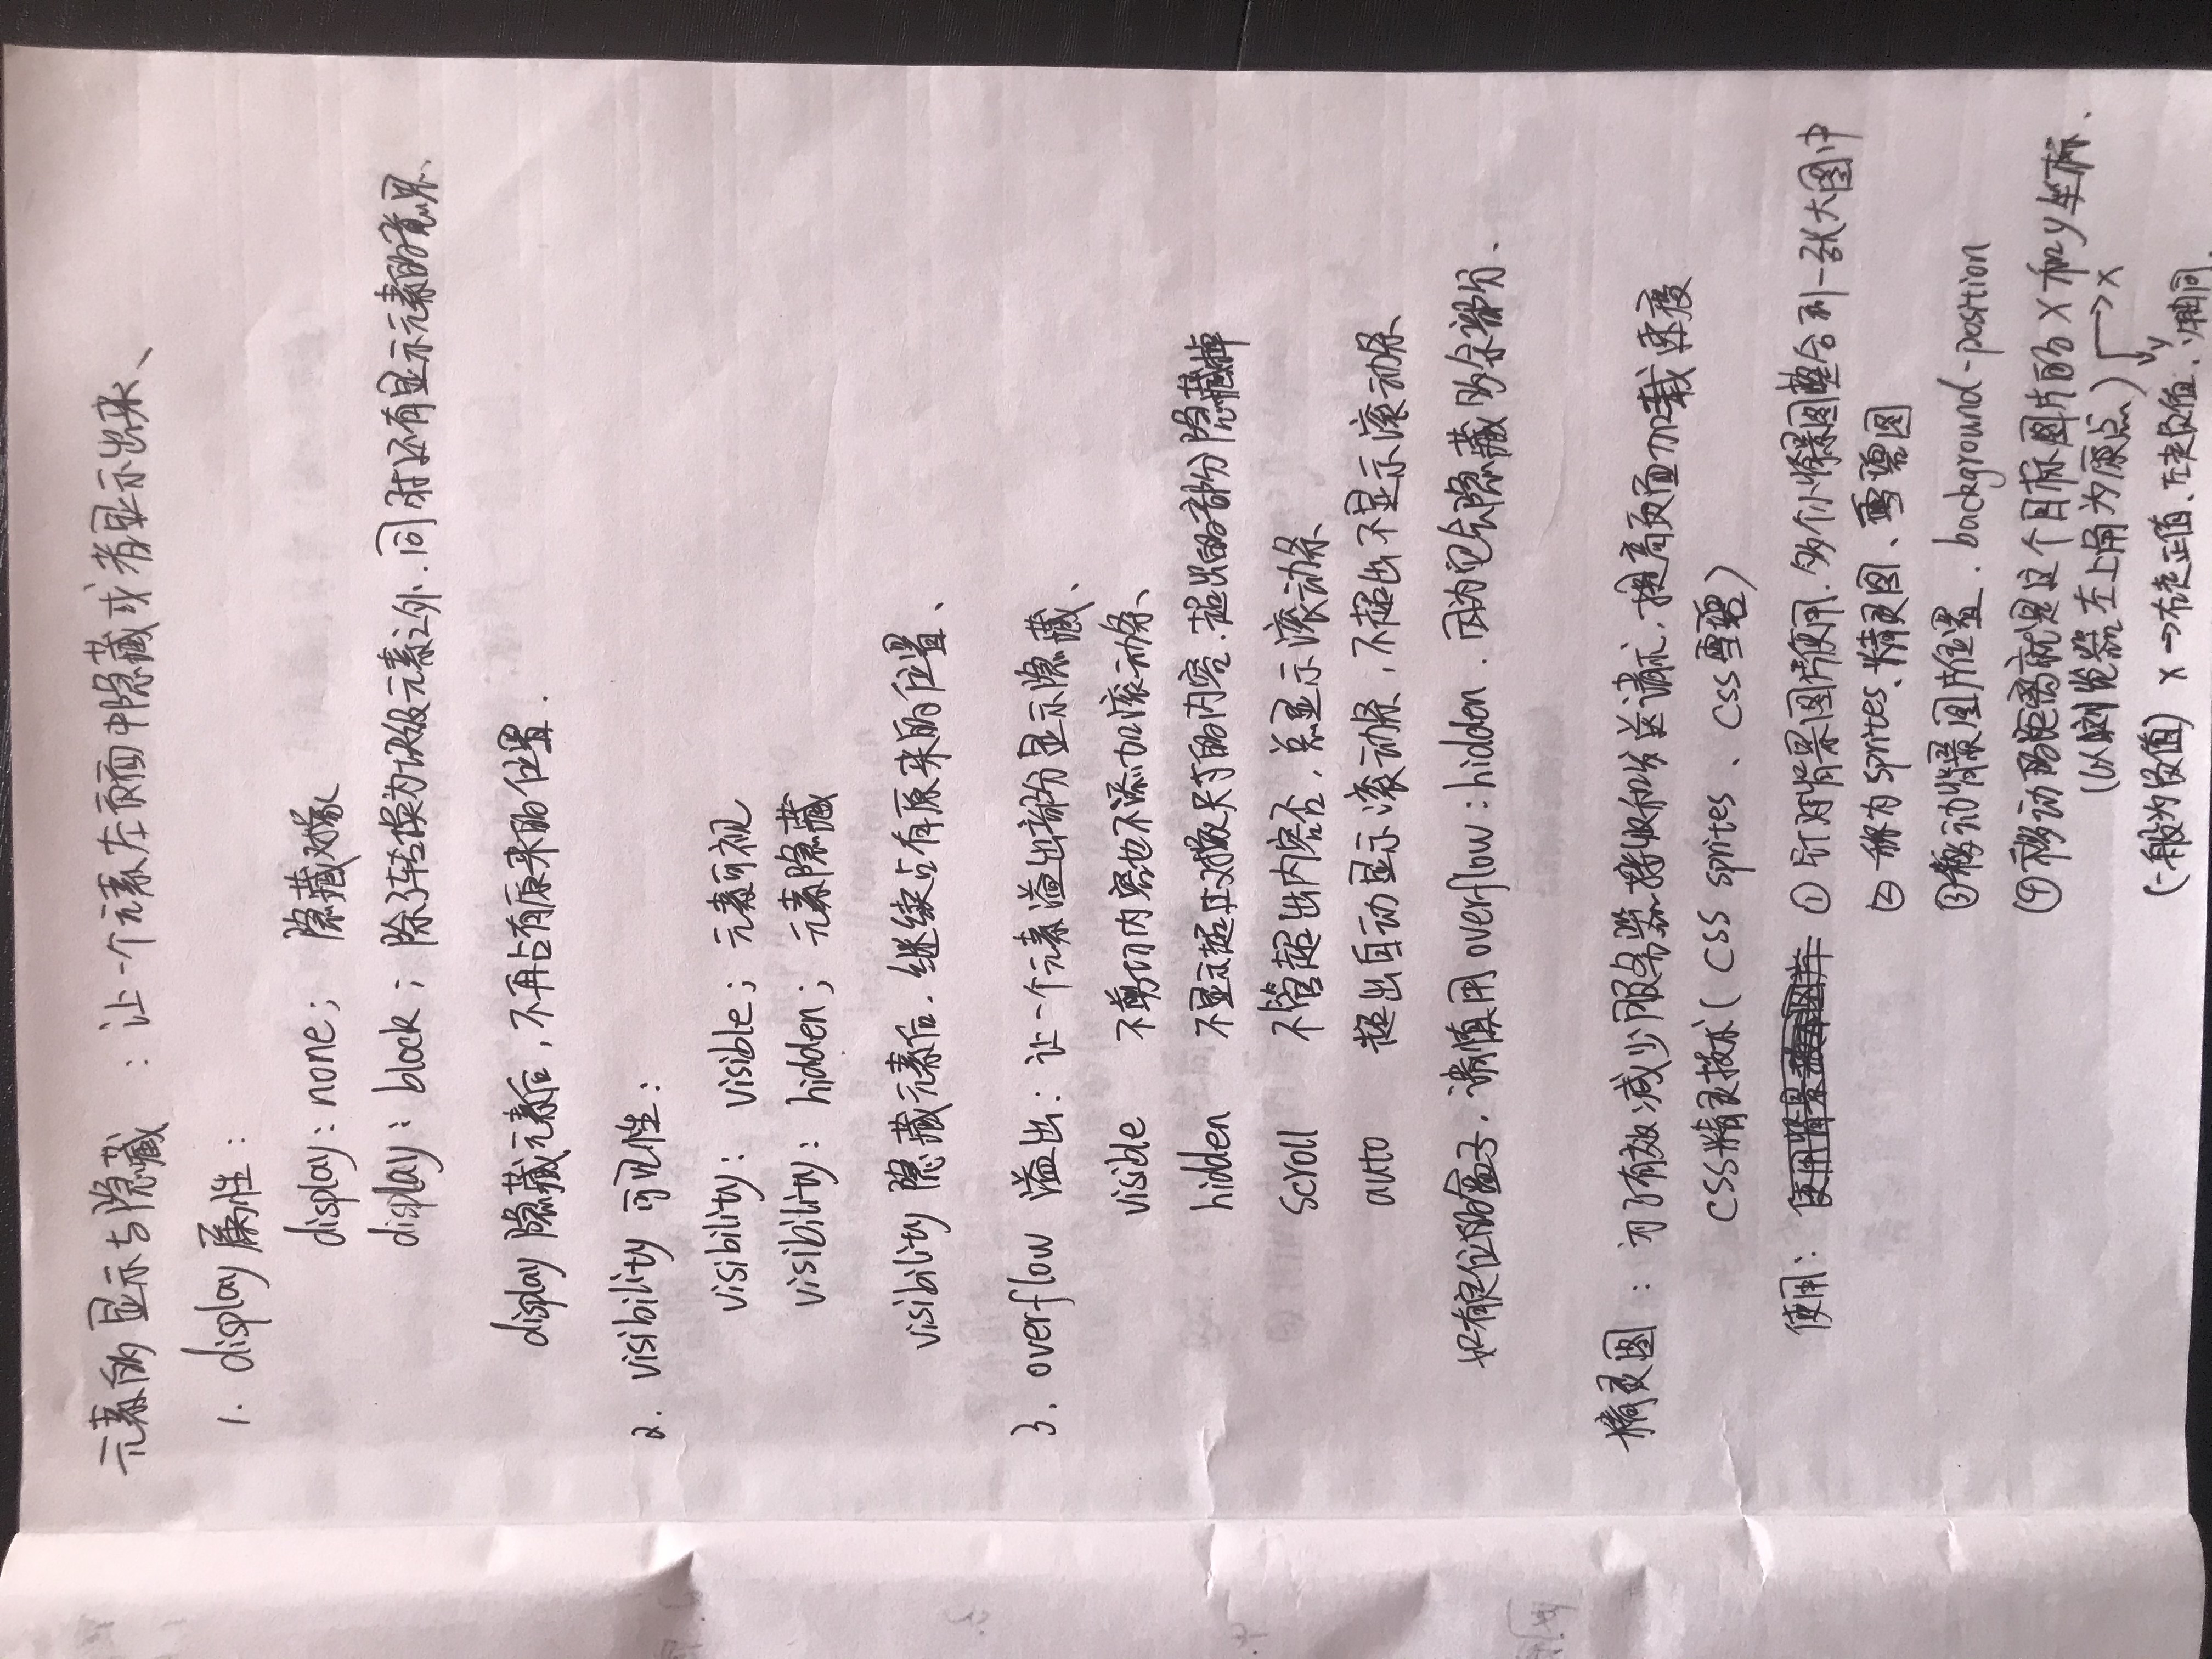 元素的显示与隐藏 : 让一个元素在页面中隐藏或者显示出来、
1. display 属性:
display: none; 隐藏对象
display: block; 除了转换为块级元素之外.同时还有显示元素的意思、
display 隐藏元素后,不再占有原来的位置.
2. visibility 可见性:
visibility: visible; 元素可视
visibility: hidden; 元素隐藏
visibility 隐藏元素后.继续占有原来的位置、
3. overflow 溢出: 让一个元素溢出部分显示隐藏、
visible 不剪切内容也不添加滚动条、
hidden 不显示超过对象尺寸的内容.超出的部分隐藏掉
scroll 不管超出内容否,总显示滚动条
auto 超出自动显示滚动条,不超出不显示滚动条
如有定位的盒子.请慎用overflow:hidden.因为它会隐藏多余部分.
精灵图 : 为了有效减少服务器接收和发送请求,提高页面加载速度
CSS精灵技术( CSS sprites 、CSS雪碧)
使用: ①针对背景图片使用.多个小背景图整合到一张大图中
②称为sprites、精灵图、雪碧图
③移动背景图片位置.background-position
④移动的距离就是这个目标图片的x和y坐标.
(以浏览器左上角为原点) →x
y
(一般为负值) x→右走正值、左走负值、y轴同.